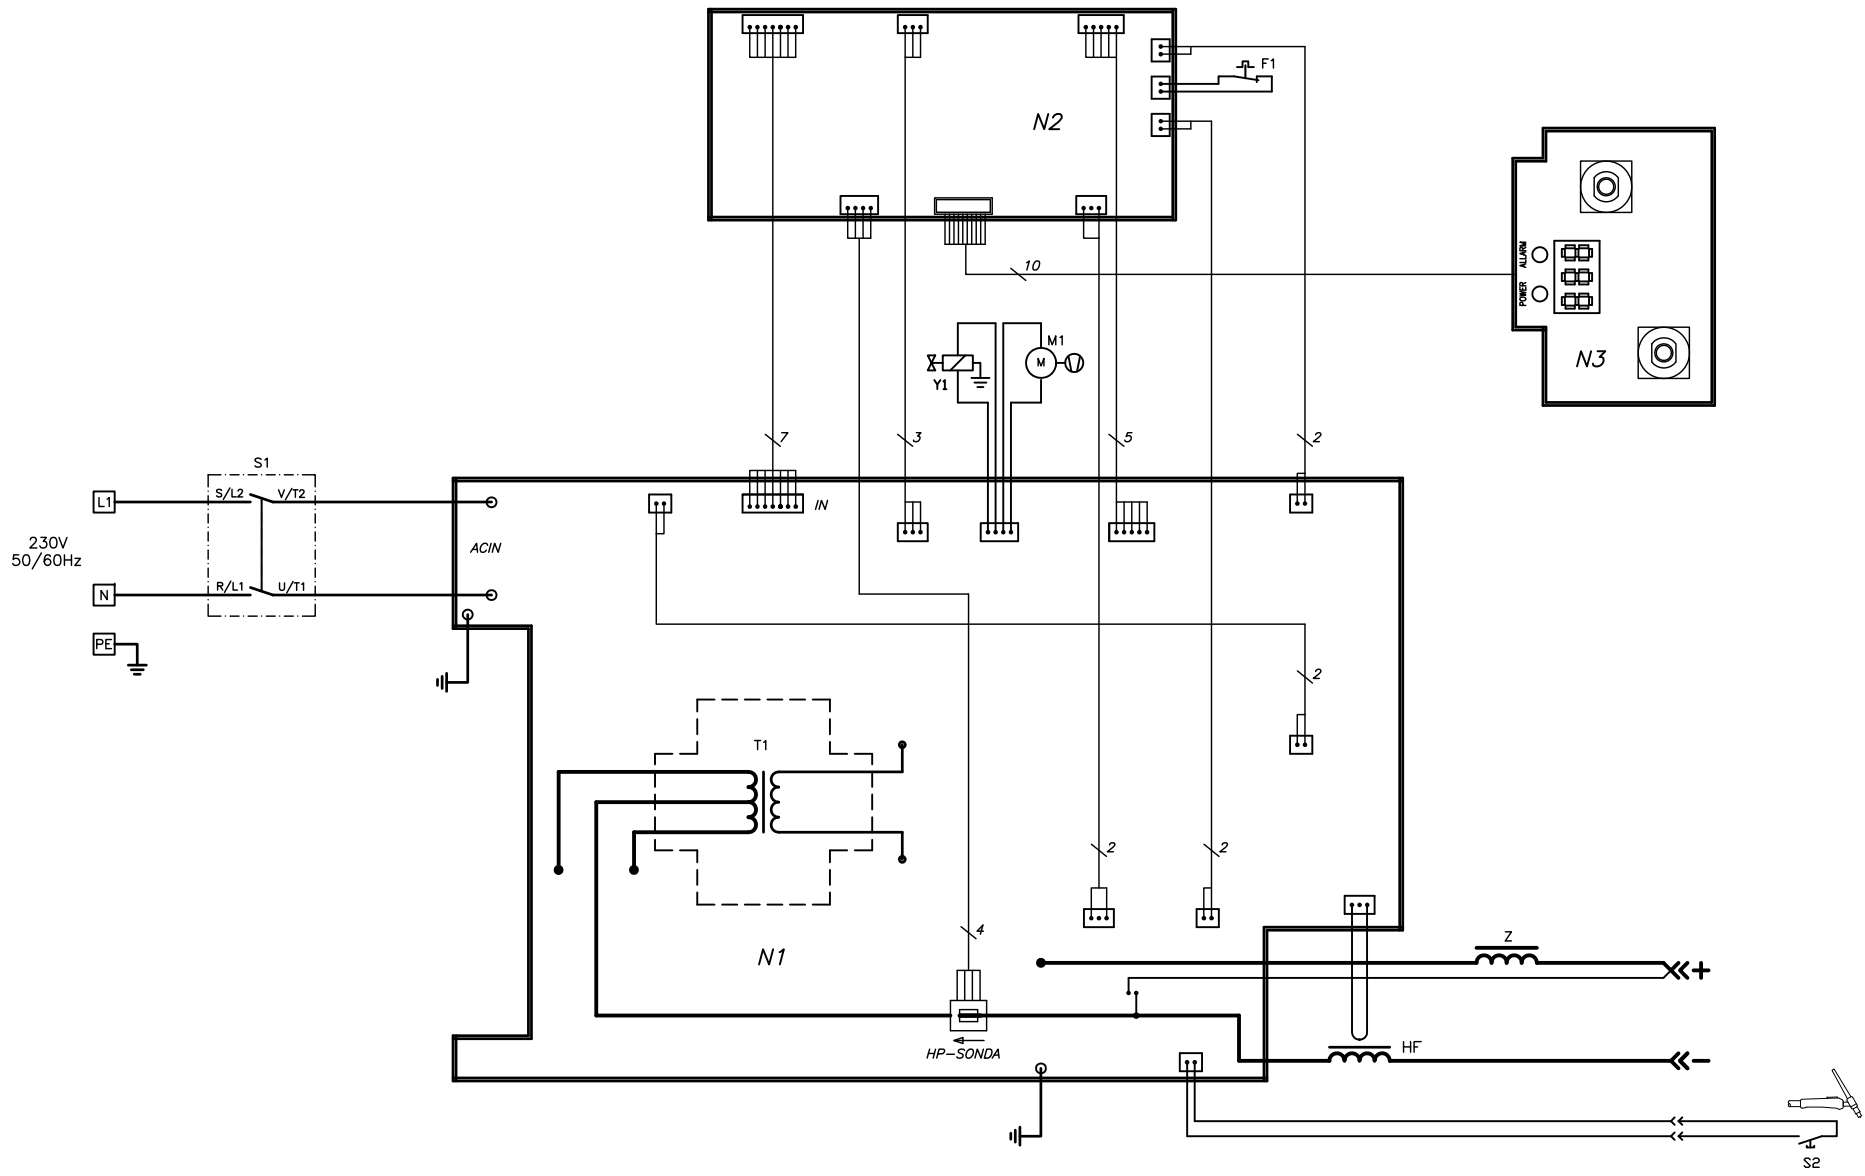 F1
N2
10
ALLARM
POWER
N3
M1
M
Y1
7
3
5
2
S1
L1
S/L2
V/T2
IN
230V
50/60Hz
ACIN
N
R/L1
U/T1
PE
2
T1
2
2
4
N1
Z
+
HP-SONDA
HF
−
S2